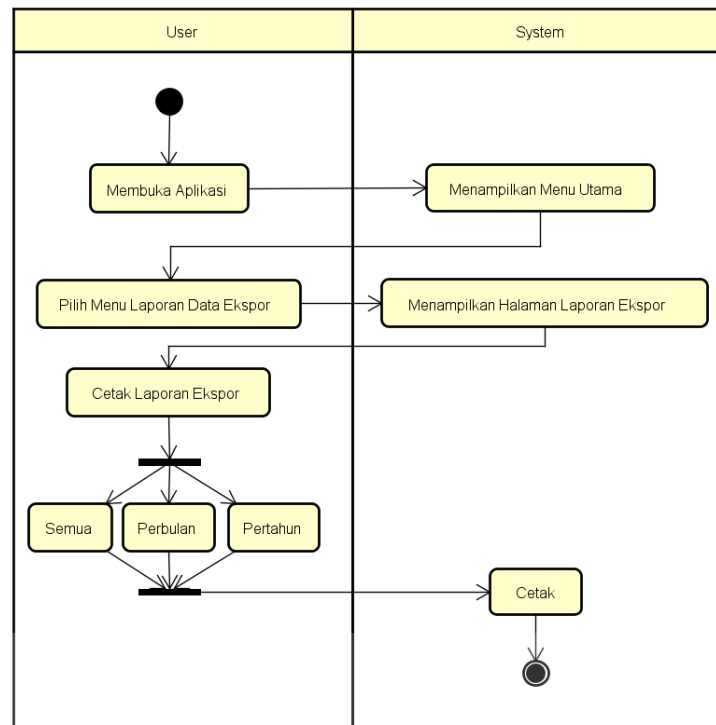 User
System
Membuka Aplikasi
Menampilkan Menu Utama
Pilih Menu Laporan Data Ekspor
Menampilkan Halaman Laporan Ekspor
Cetak Laporan Ekspor
Semua
Perbulan
Pertahun
Cetak